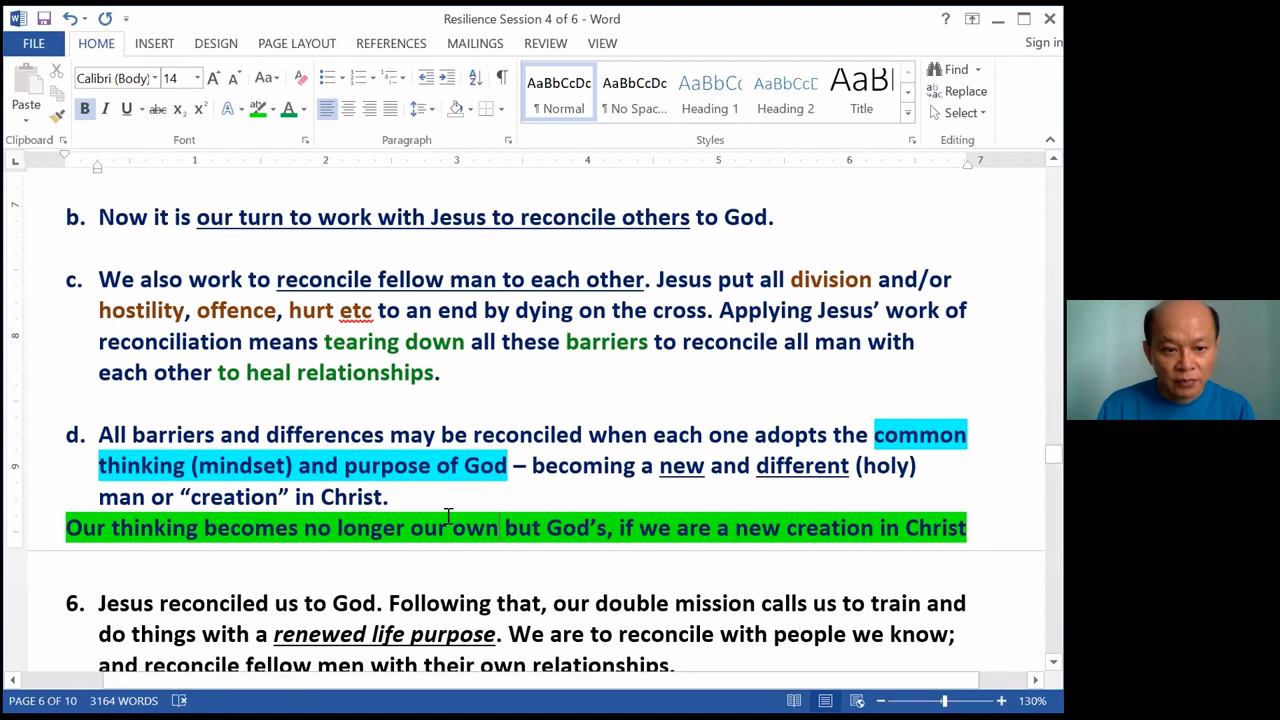 Resilience Session 4 of 6 - Word
FILE HOME INSERT DESIGN PAGE LAYOUT REFERENCES MAILINGS REVIEW VIEW Sign in
Paste Calibri (Body) 14 AaBbCcDc AaBbCcDc AaBbCc AaBbCcD AaB Find
Replace
Select
¶ Normal ¶ No Spac... Heading 1 Heading 2 Title
Clipboard Font Paragraph Styles Editing
1 2 3 4 5 6 7
b. Now it is our turn to work with Jesus to reconcile others to God.
c. We also work to reconcile fellow man to each other. Jesus put all division and/or
hostility, offence, hurt etc to an end by dying on the cross. Applying Jesus’ work of
reconciliation means tearing down all these barriers to reconcile all man with
each other to heal relationships.
d. All barriers and differences may be reconciled when each one adopts the common
thinking (mindset) and purpose of God – becoming a new and different (holy)
man or “creation” in Christ.
Our thinking becomes no longer our own but God’s, if we are a new creation in Christ
6. Jesus reconciled us to God. Following that, our double mission calls us to train and
do things with a renewed life purpose. We are to reconcile with people we know;
and reconcile fellow men with their own relationships.
PAGE 6 OF 10 3164 WORDS 130%